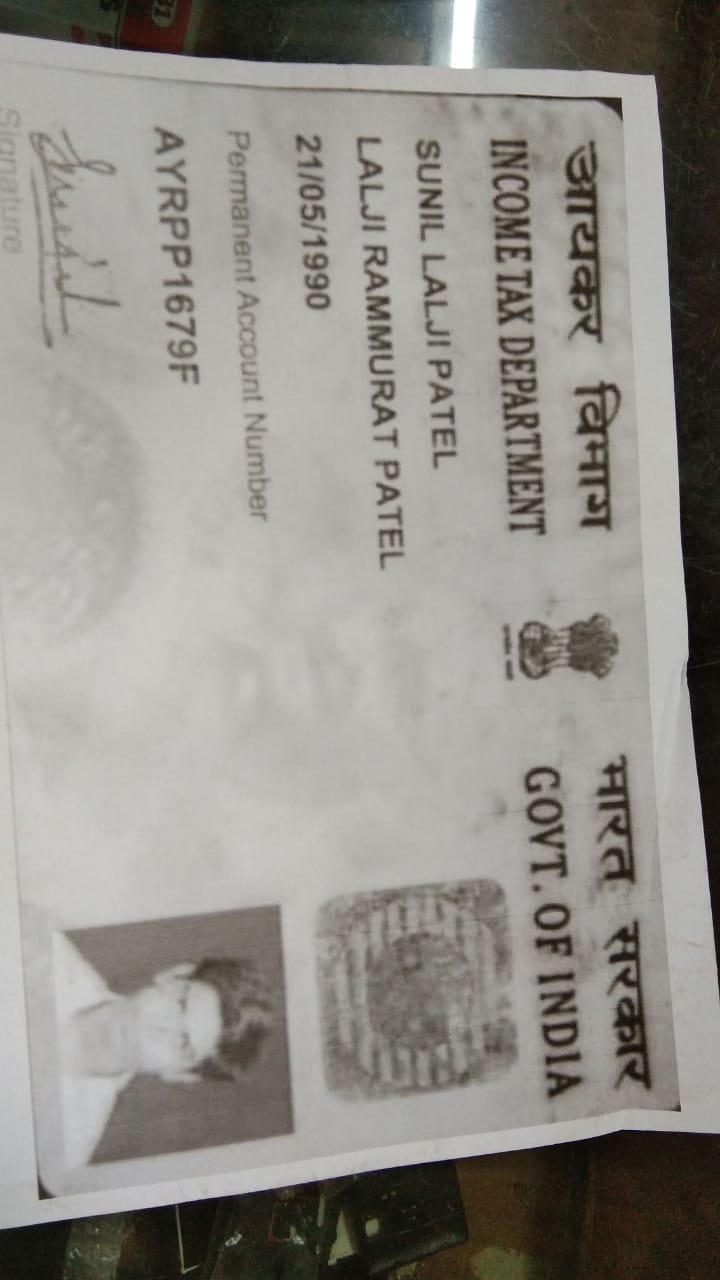 आयकर विभाग
INCOME TAX DEPARTMENT
भारत सरकार
GOVT. OF INDIA
SUNIL LALJI PATEL
LALJI RAMMURAT PATEL
21/05/1990
Permanent Account Number
AYRPP1679F
Signature